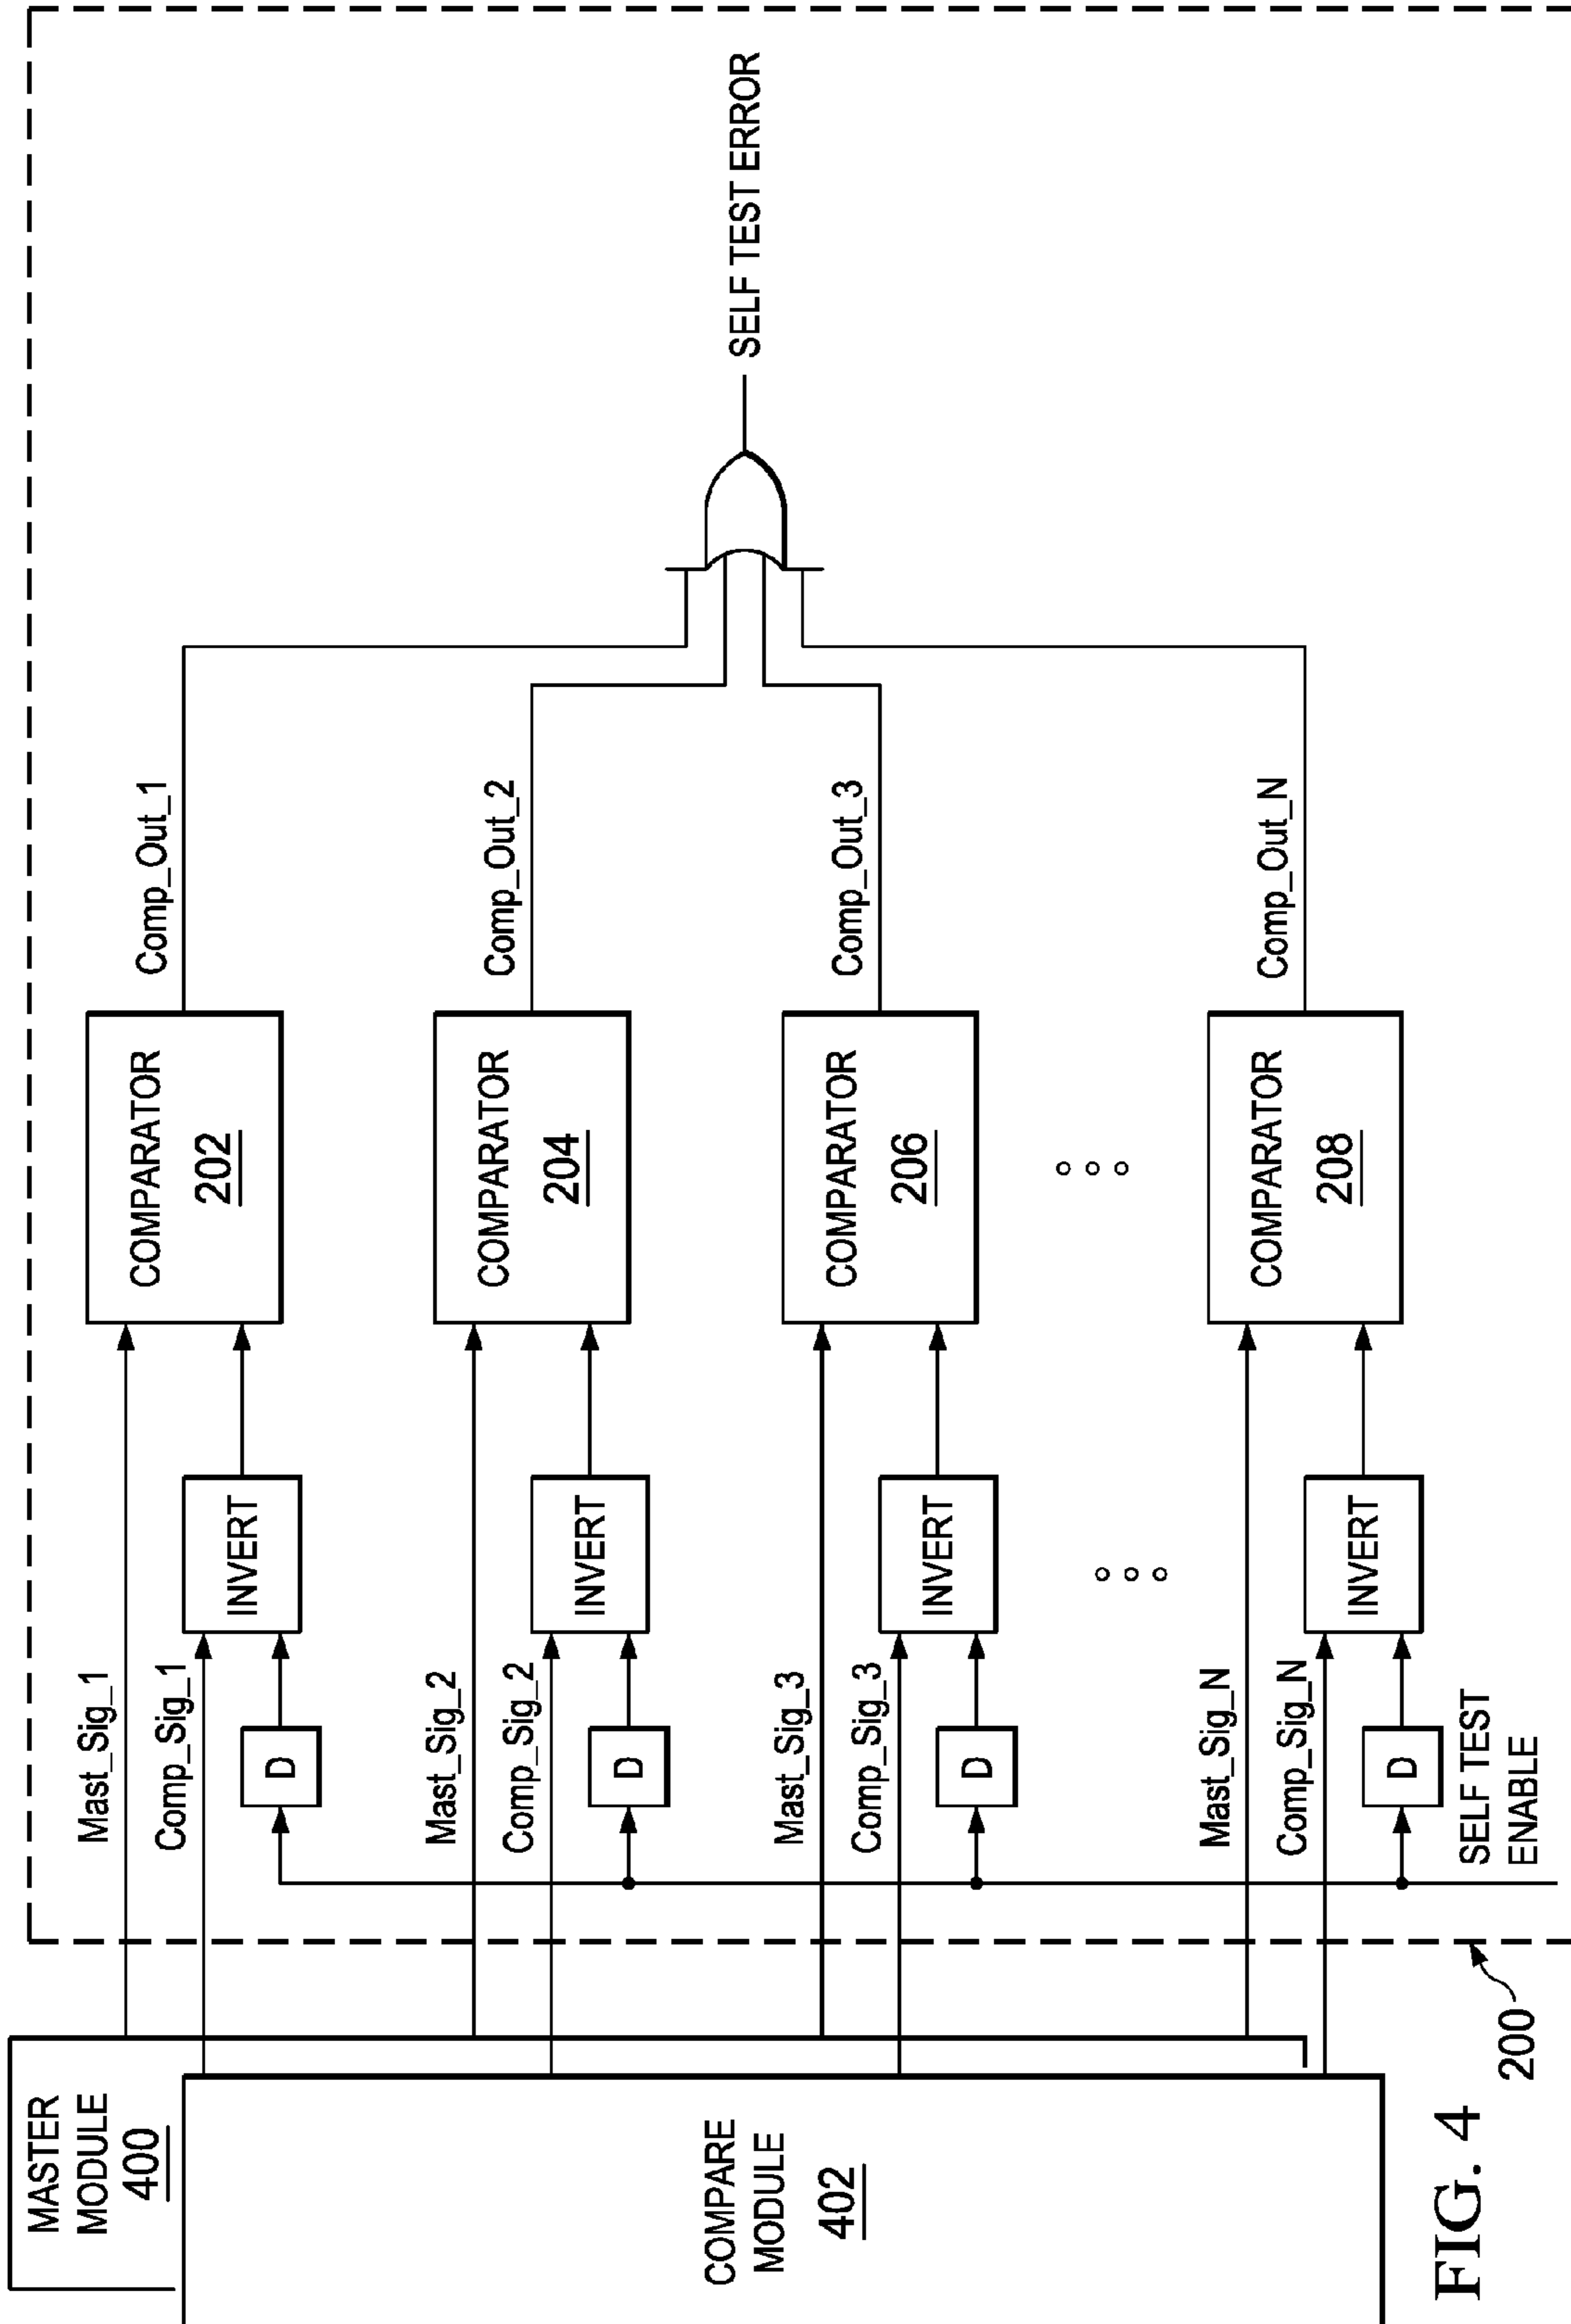 MASTER
MODULE
400
COMPARE
MODULE
402
Mast_Sig_1
Comp_Sig_1
D
INVERT
COMPARATOR
202
Comp_Out_1
Mast_Sig_2
Comp_Sig_2
D
INVERT
COMPARATOR
204
Comp_Out_2
Mast_Sig_3
Comp_Sig_3
D
INVERT
COMPARATOR
206
Comp_Out_3
Mast_Sig_N
Comp_Sig_N
D
INVERT
COMPARATOR
208
Comp_Out_N
SELF TEST ERROR
SELF TEST
ENABLE
200
FIG. 4